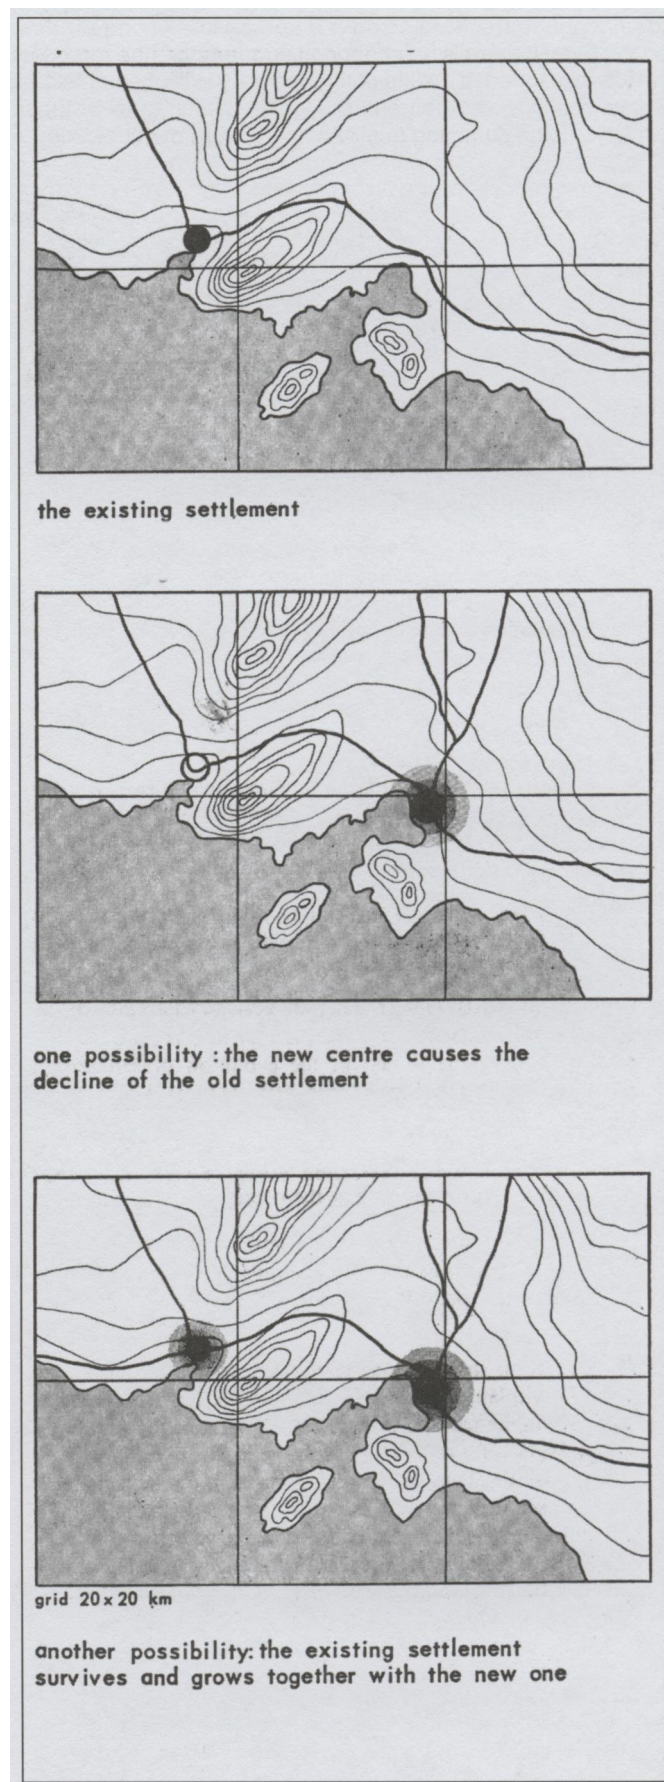 the existing settlement
one possibility : the new centre causes the
decline of the old settlement
grid 20 x 20 km
another possibility: the existing settlement
survives and grows together with the new one